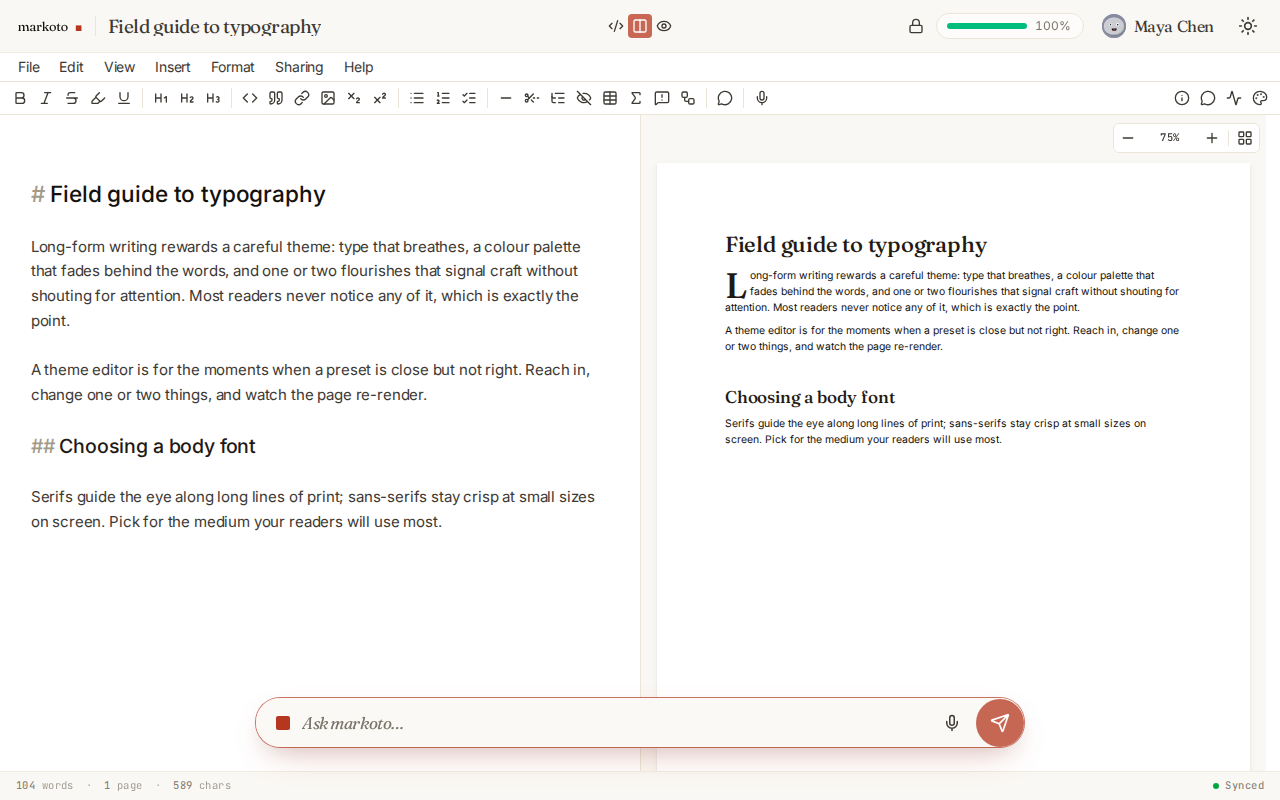 markoto
Field guide to typography
100%
Maya Chen
File Edit View Insert Format Sharing Help
H1 H2 H3
75%
# Field guide to typography
Long-form writing rewards a careful theme: type that breathes, a colour palette
that fades behind the words, and one or two flourishes that signal craft without
shouting for attention. Most readers never notice any of it, which is exactly the
point.
A theme editor is for the moments when a preset is close but not right. Reach in,
change one or two things, and watch the page re-render.
## Choosing a body font
Serifs guide the eye along long lines of print; sans-serifs stay crisp at small sizes
on screen. Pick for the medium your readers will use most.
Field guide to typography
Long-form writing rewards a careful theme: type that breathes, a colour palette that
fades behind the words, and one or two flourishes that signal craft without shouting for
attention. Most readers never notice any of it, which is exactly the point.
A theme editor is for the moments when a preset is close but not right. Reach in, change one
or two things, and watch the page re-render.
Choosing a body font
Serifs guide the eye along long lines of print; sans-serifs stay crisp at small sizes on
screen. Pick for the medium your readers will use most.
Ask markoto...
104 words · 1 page · 589 chars
Synced